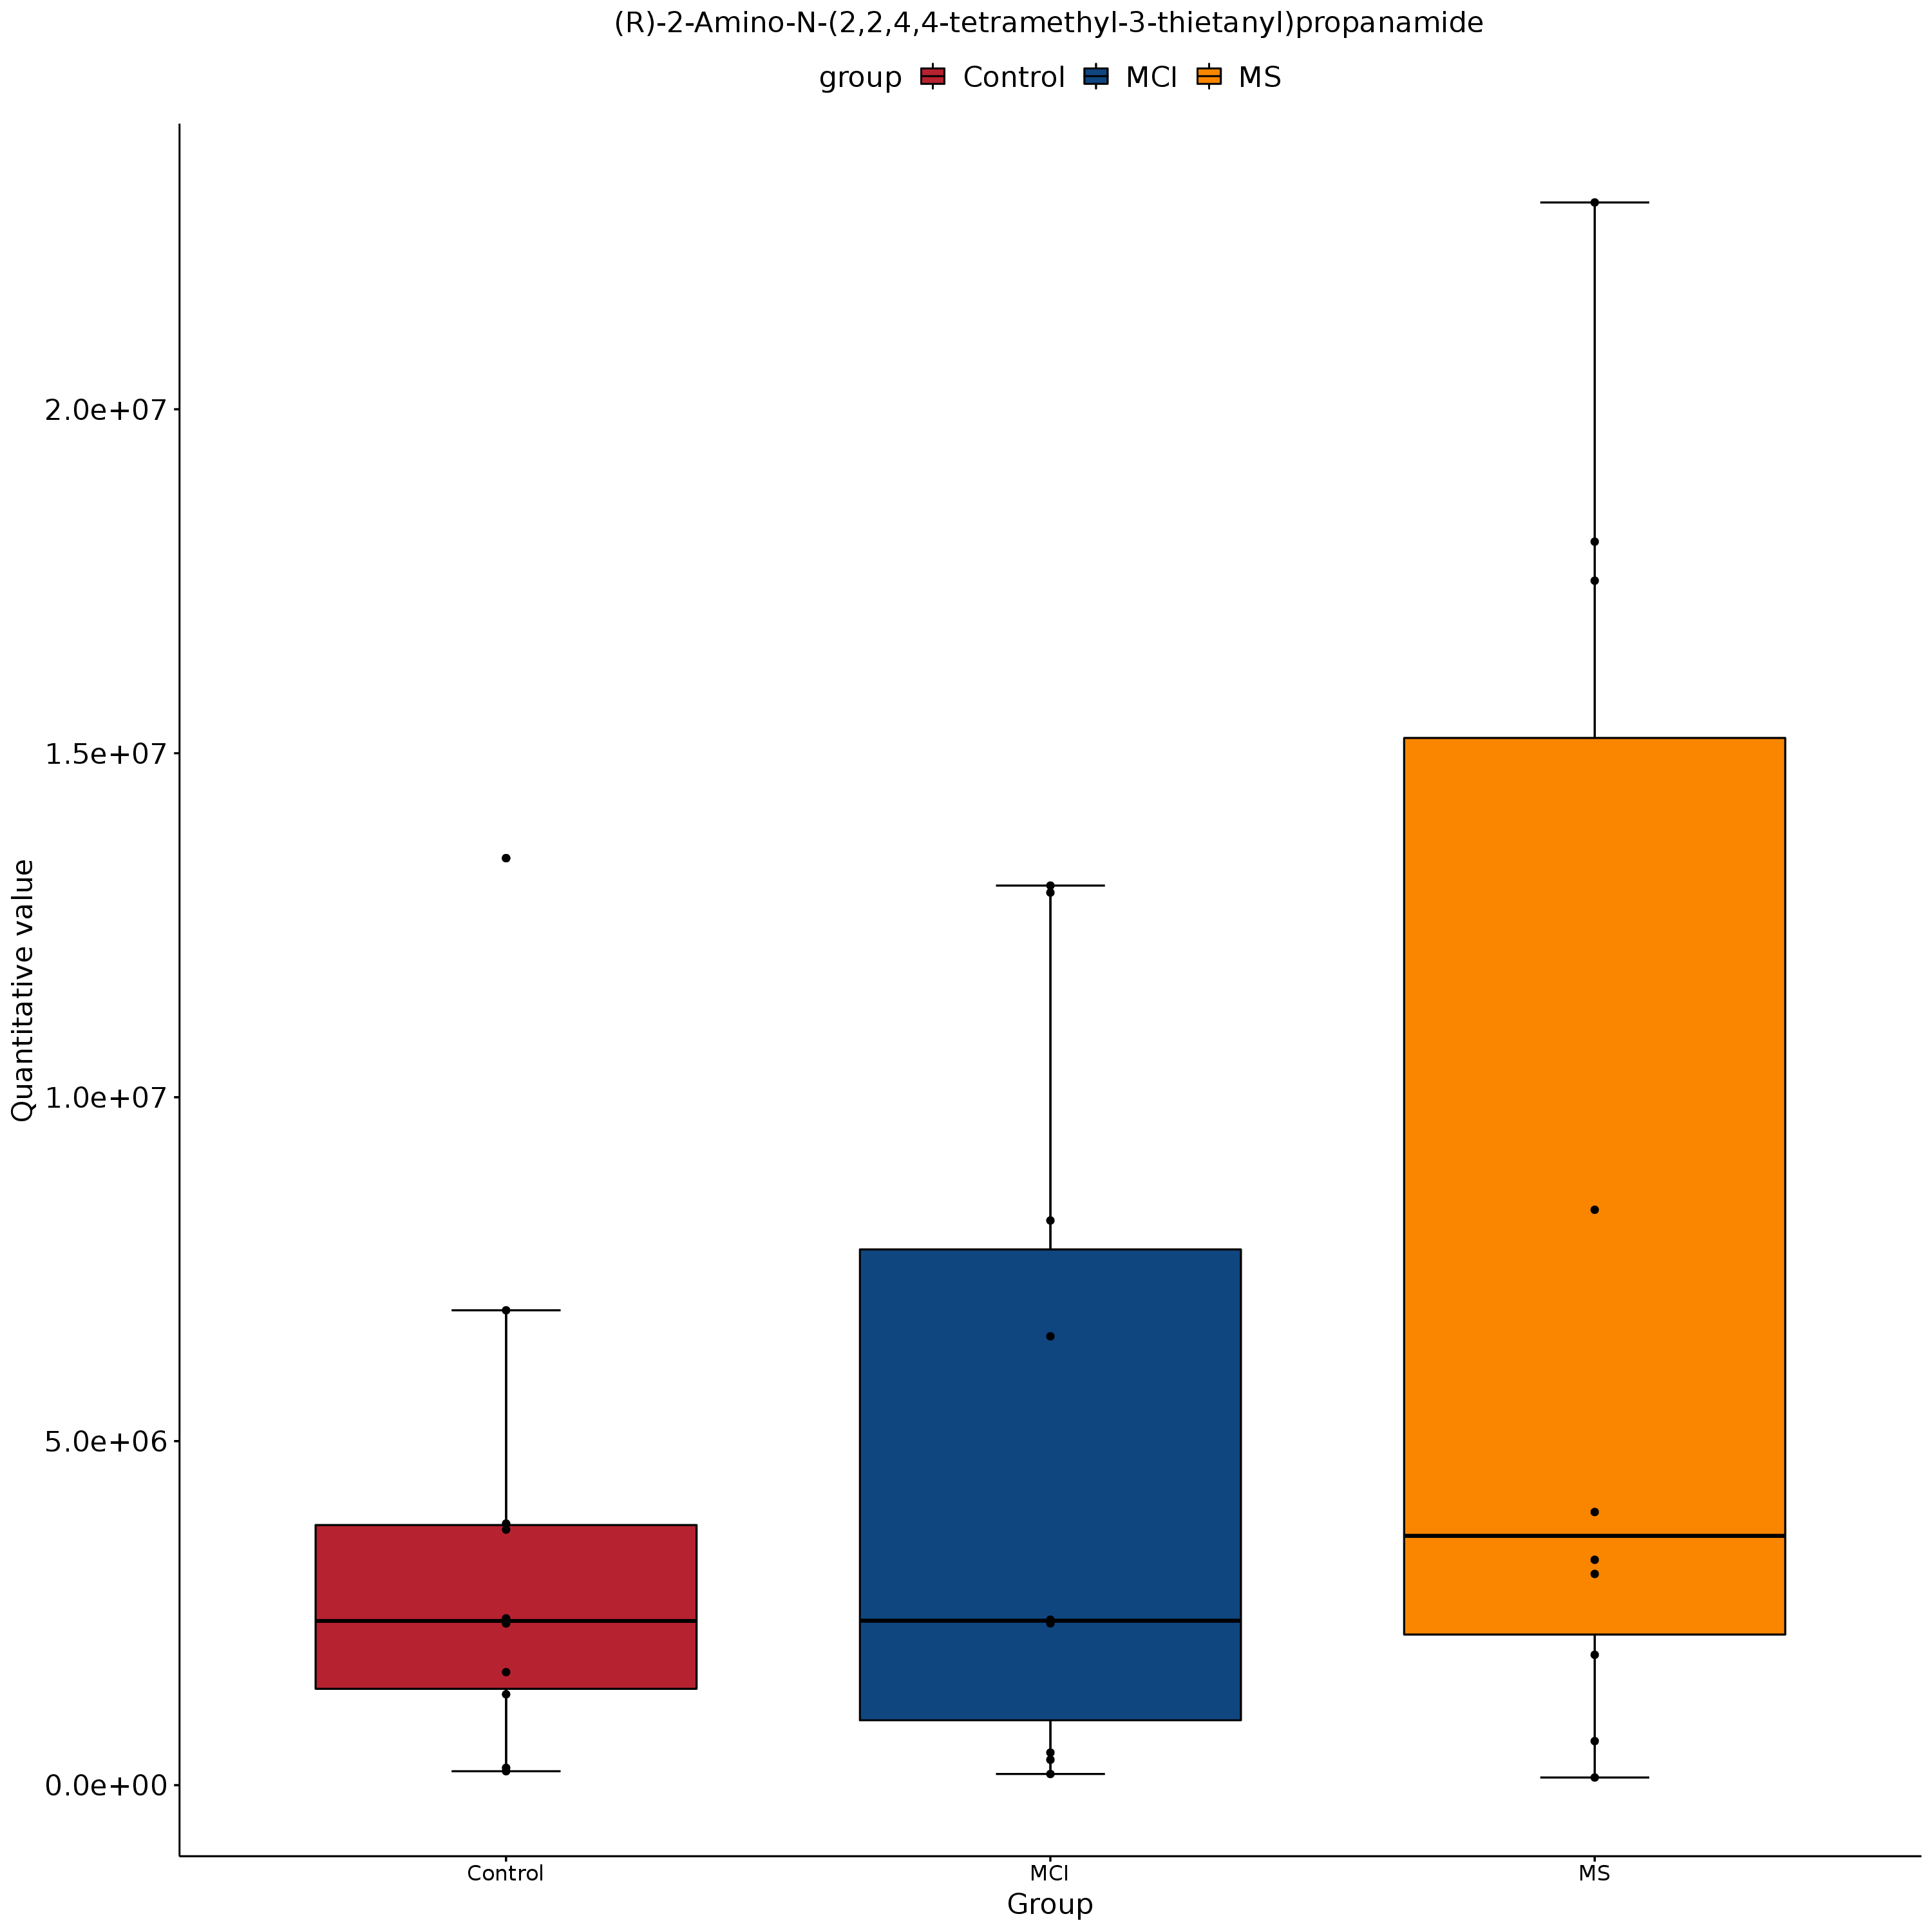 (R)-2-Amino-N-(2,2,4,4-tetramethyl-3-thietanyl)propanamide
group Control MCI MS
Quantitative value
2.0e+07
1.5e+07
1.0e+07
5.0e+06
0.0e+00
Control MCI MS
Group